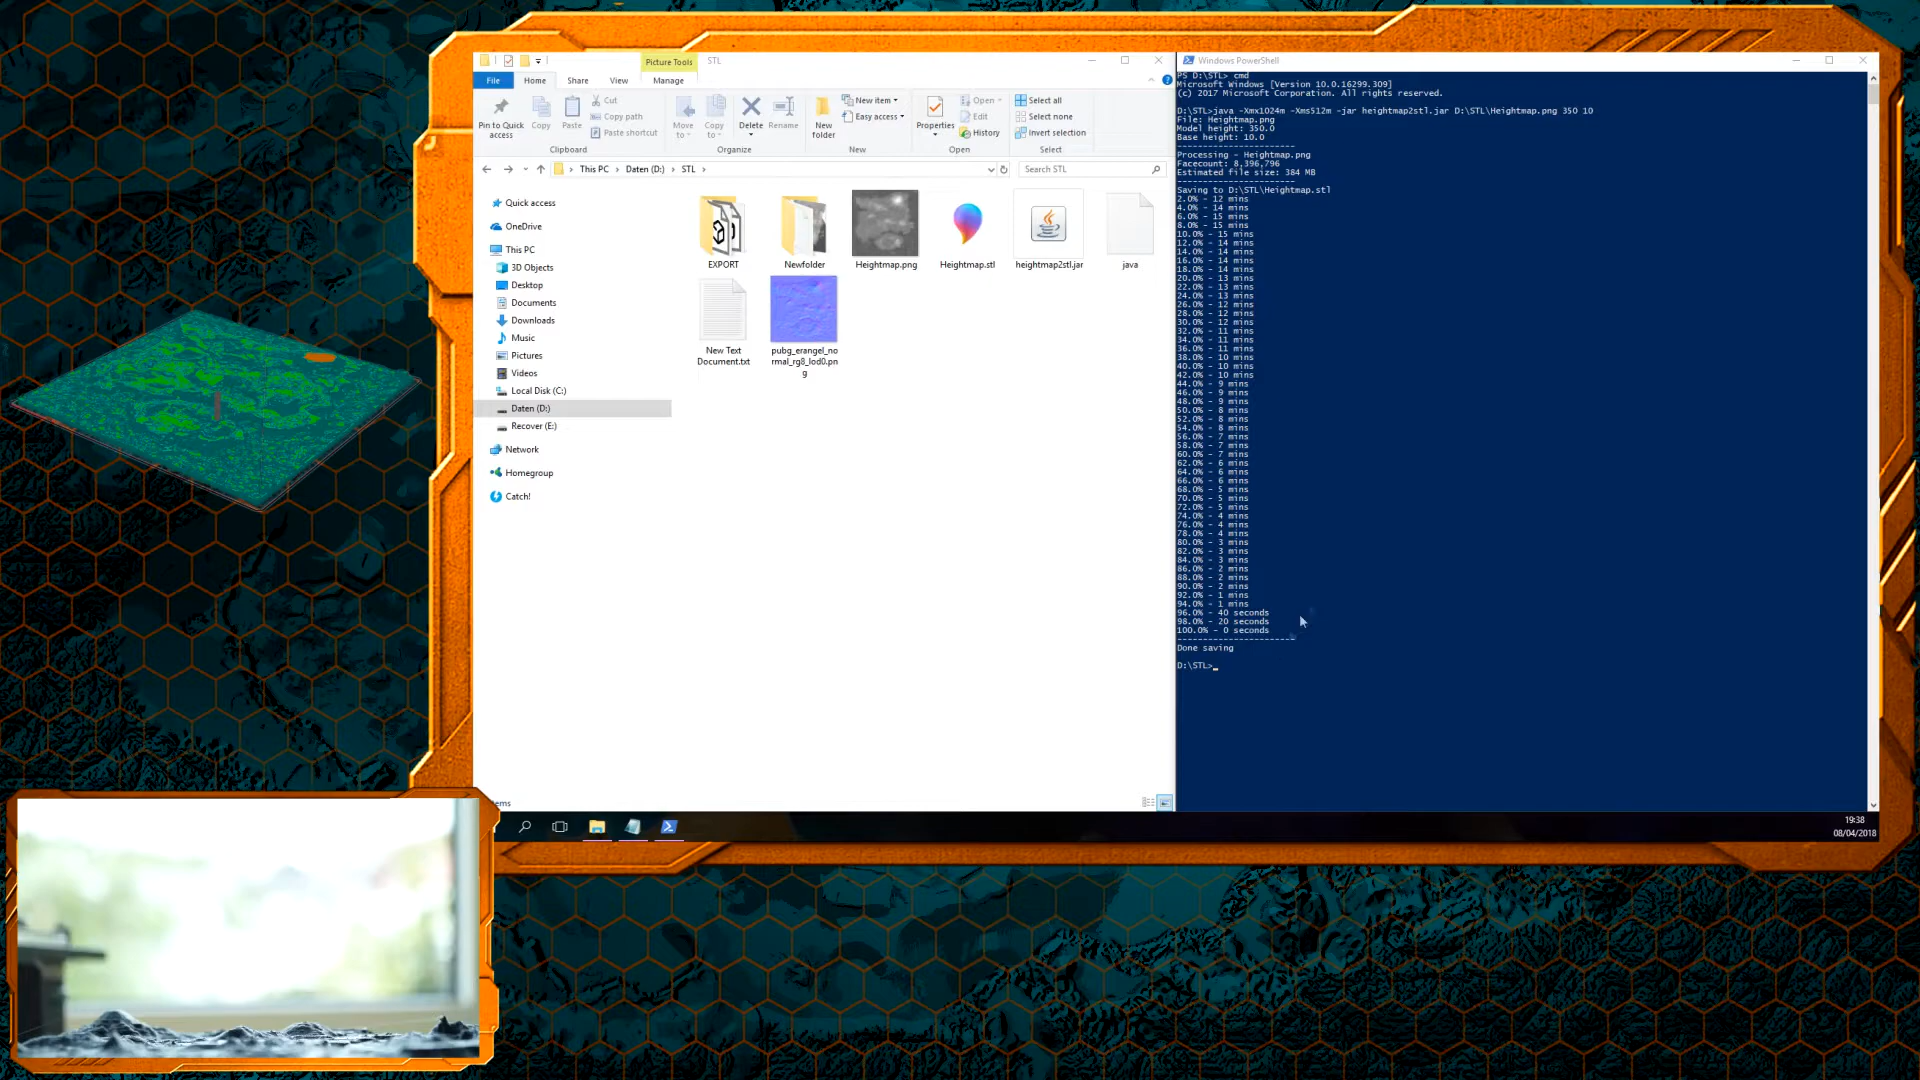 Picture Tools
STL
File
Home
Share
View
Manage
Pin to Quick
access
Copy
Paste
Cut
Copy path
Paste shortcut
Clipboard
Move
to
Copy
to
Delete
Rename
Organize
New
folder
New item
Easy access
New
Properties
Open
Edit
History
Open
Select all
Select none
Invert selection
Select
This PC
Daten (D:)
STL
Search STL
Quick access
OneDrive
This PC
3D Objects
Desktop
Documents
Downloads
Music
Pictures
Videos
Local Disk (C:)
Daten (D:)
Recover (E:)
Network
Homegroup
Catch!
EXPORT
Newfolder
Heightmap.png
Heightmap.stl
heightmap2stl.jar
java
New Text
Document.txt
pubg_erangel_no
rmal_rg8_lod0.pn
g
Windows PowerShell
PS D:\STL> cmd
Microsoft Windows [Version 10.0.16299.309]
(c) 2017 Microsoft Corporation. All rights reserved.
D:\STL>java -Xmx1024m -Xms512m -jar heightmap2stl.jar D:\STL\Heightmap.png 350 10
File: Heightmap.png
Model height: 350.0
Base height: 10.0
-------------------------
Processing - Heightmap.png
Facecount: 8,396,796
Estimated file size: 384 MB
-------------------------
Saving to D:\STL\Heightmap.stl
2.0% - 12 mins
4.0% - 14 mins
6.0% - 15 mins
8.0% - 15 mins
10.0% - 15 mins
12.0% - 14 mins
14.0% - 14 mins
16.0% - 14 mins
18.0% - 14 mins
20.0% - 13 mins
22.0% - 13 mins
24.0% - 13 mins
26.0% - 12 mins
28.0% - 12 mins
30.0% - 12 mins
32.0% - 11 mins
34.0% - 11 mins
36.0% - 11 mins
38.0% - 10 mins
40.0% - 10 mins
42.0% - 10 mins
44.0% - 9 mins
46.0% - 9 mins
48.0% - 9 mins
50.0% - 8 mins
52.0% - 8 mins
54.0% - 8 mins
56.0% - 7 mins
58.0% - 7 mins
60.0% - 7 mins
62.0% - 6 mins
64.0% - 6 mins
66.0% - 6 mins
68.0% - 5 mins
70.0% - 5 mins
72.0% - 5 mins
74.0% - 4 mins
76.0% - 4 mins
78.0% - 4 mins
80.0% - 3 mins
82.0% - 3 mins
84.0% - 3 mins
86.0% - 2 mins
88.0% - 2 mins
90.0% - 2 mins
92.0% - 1 mins
94.0% - 1 mins
96.0% - 40 seconds
98.0% - 20 seconds
100.0% - 0 seconds
-------------------------
Done saving
D:\STL>_
19:38
08/04/2018